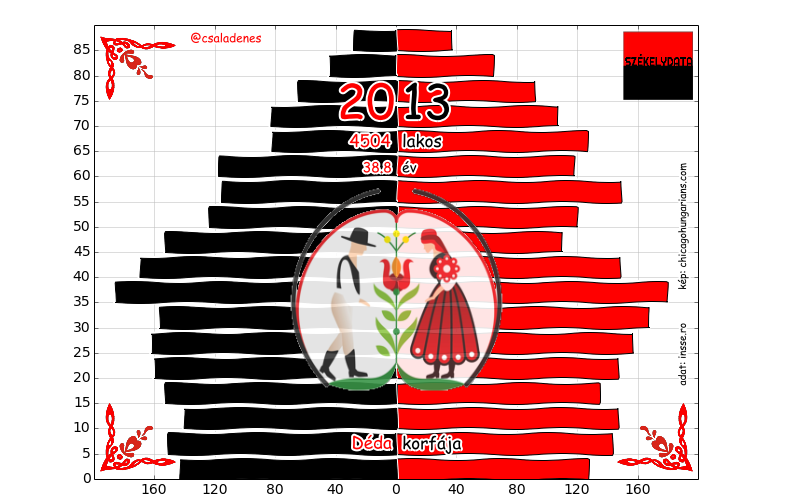 @csaladenes
SZÉKELYDATA
2013
4504 lakos
38.8 év
kép: chicagohungarians.com
adat: insse.ro
Déda korfája
85
80
75
70
65
60
55
50
45
40
35
30
25
20
15
10
5
0
160 120 80 40 0 40 80 120 160